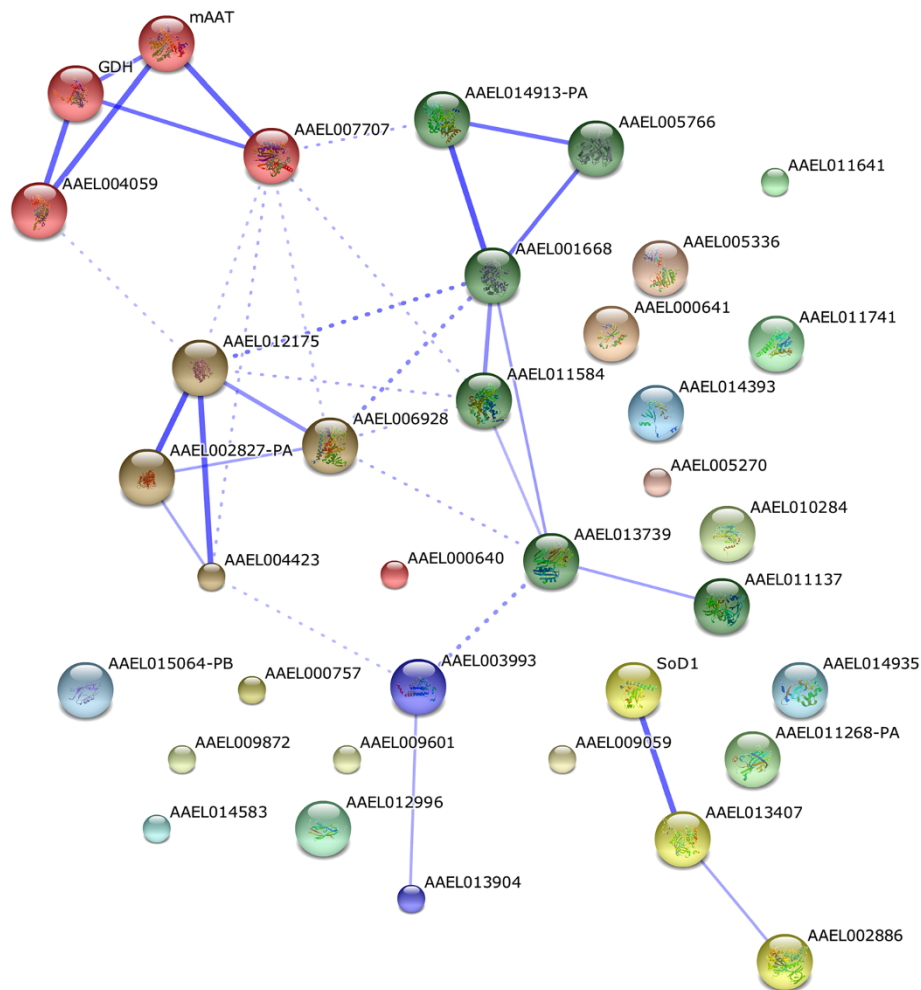 mAAT
GDH
AAEL014913-PA
AAEL005766
AAEL007707
AAEL011641
AAEL004059
AAEL001668
AAEL005336
AAEL000641
AAEL011741
AAEL012175
AAEL014393
AAEL011584
AAEL006928
AAEL002827-PA
AAEL005270
AAEL010284
AAEL013739
AAEL004423
AAEL000640
AAEL011137
AAEL015064-PB
AAEL000757
AAEL003993
SoD1
AAEL014935
AAEL011268-PA
AAEL009872
AAEL009601
AAEL009059
AAEL014583
AAEL012996
AAEL013407
AAEL013904
AAEL002886